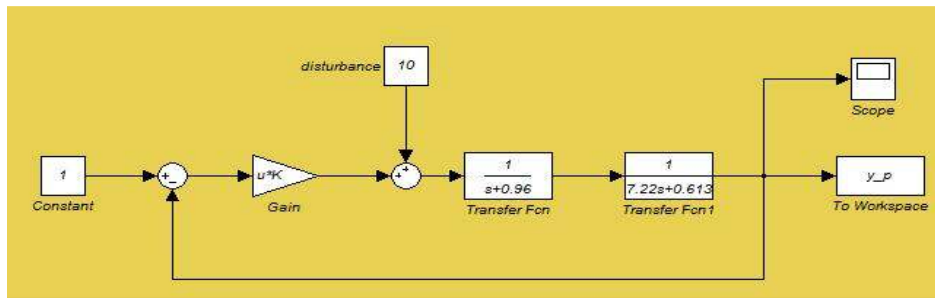 disturbance
10
Scope
1
Constant
+
−
u*K
Gain
+
+
1
s+0.96
Transfer Fcn
1
7.22s+0.613
Transfer Fcn1
y_p
To Workspace